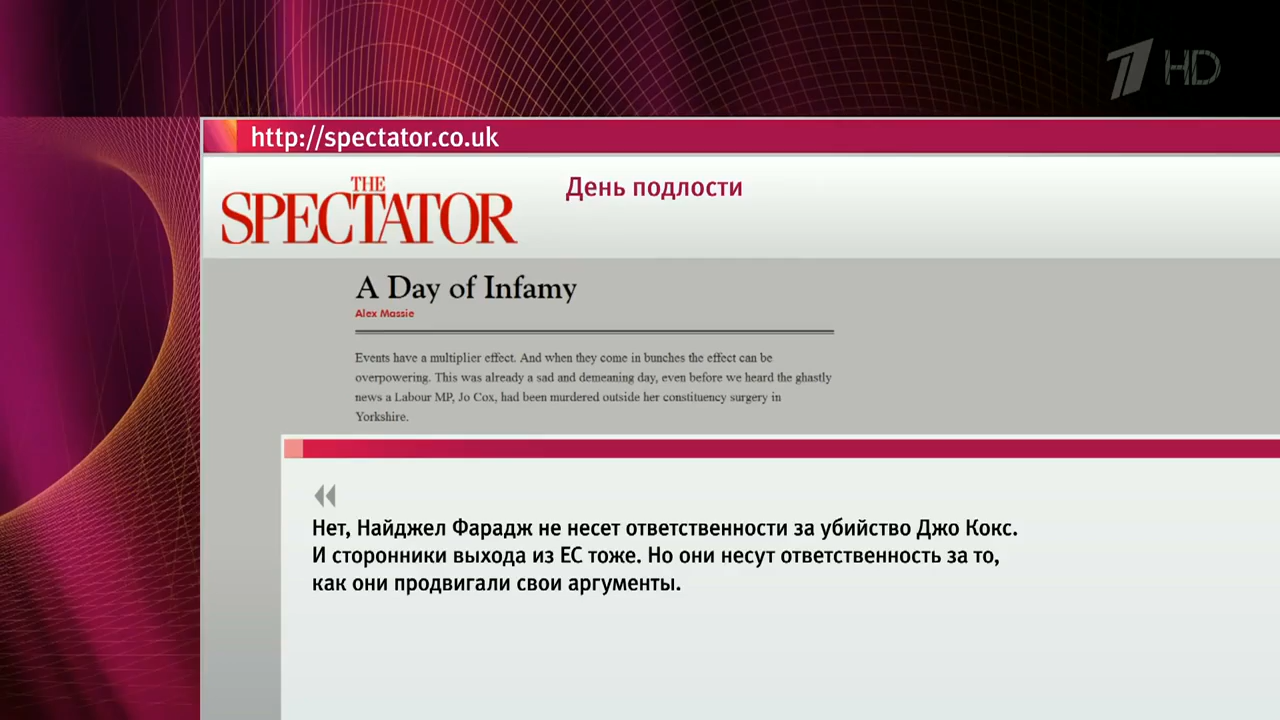 1 HD
http://spectator.co.uk
THE
SPECTATOR
День подлости
A Day of Infamy
Alex Massie
Events have a multiplier effect. And when they come in bunches the effect can be
overpowering. This was already a sad and demeaning day, even before we heard the ghastly
news a Labour MP, Jo Cox, had been murdered outside her constituency surgery in
Yorkshire.
Нет, Найджел Фарадж не несет ответственности за убийство Джо Кокс.
И сторонники выхода из ЕС тоже. Но они несут ответственность за то,
как они продвигали свои аргументы.